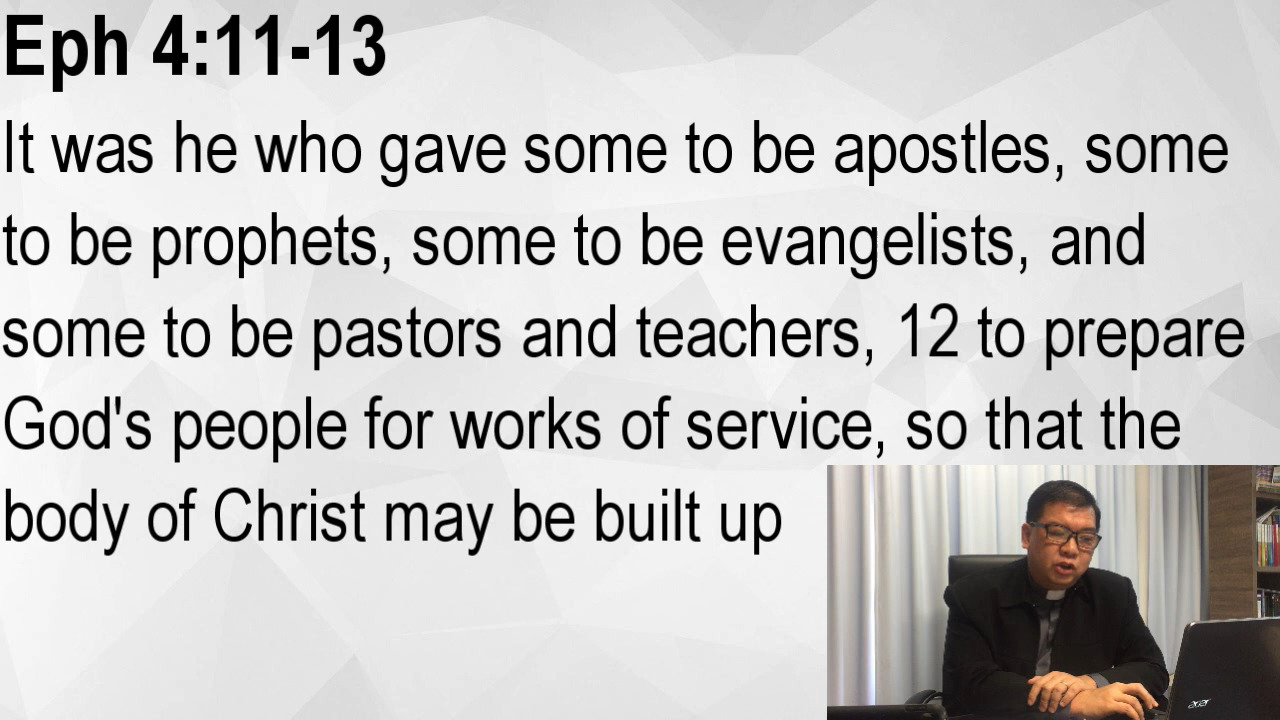 Eph 4:11-13
It was he who gave some to be apostles, some
to be prophets, some to be evangelists, and
some to be pastors and teachers, 12 to prepare
God's people for works of service, so that the
body of Christ may be built up
acer